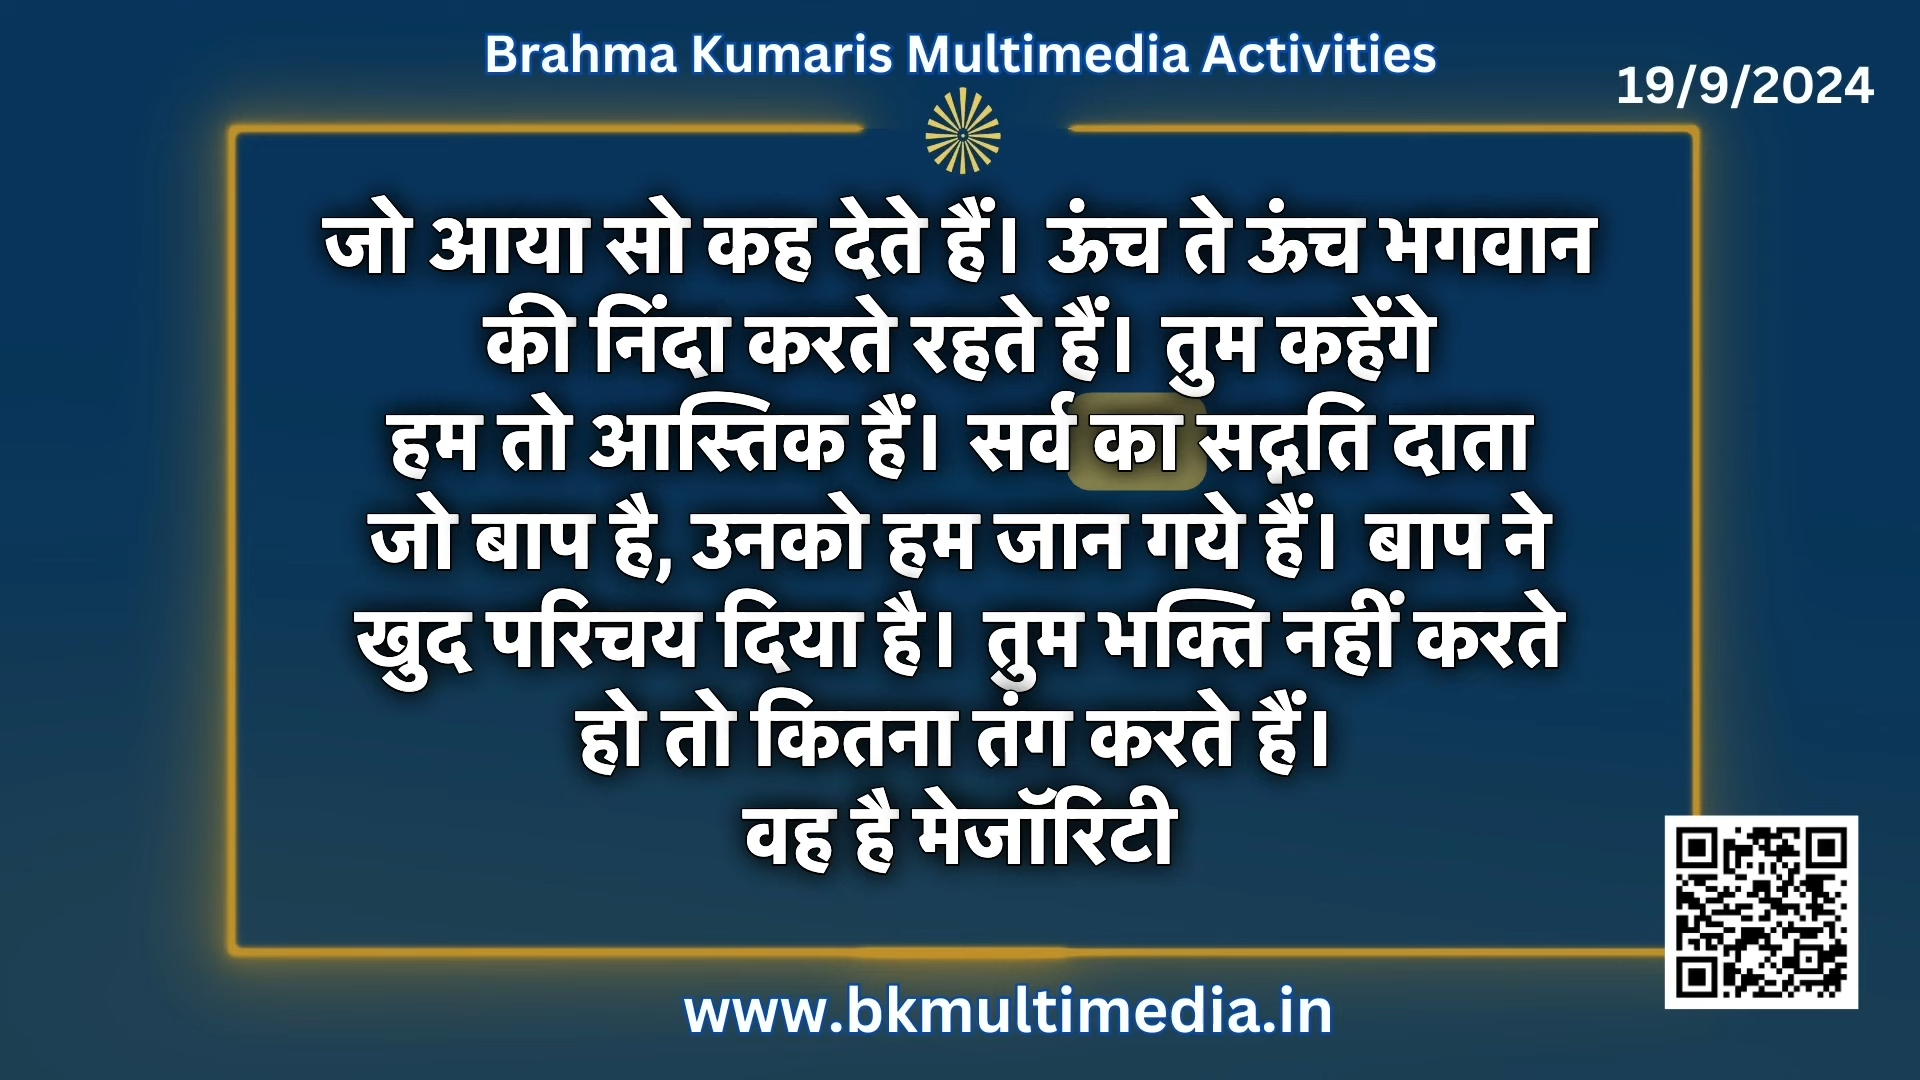 Brahma Kumaris Multimedia Activities
19/9/2024
जो आया सो कह देते हैं। ऊंच ते ऊंच भगवान
की निंदा करते रहते हैं। तुम कहेंगे
हम तो आस्तिक हैं। सर्व का सद्गति दाता
जो बाप है, उनको हम जान गये हैं। बाप ने
खुद परिचय दिया है। तुम भक्ति नहीं करते
हो तो कितना तंग करते हैं।
वह है मेजॉरिटी
www.bkmultimedia.in